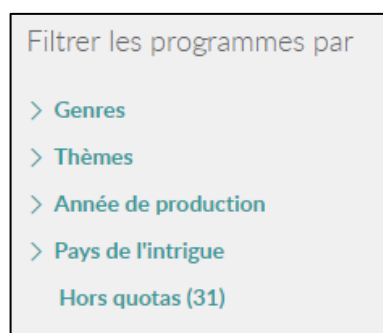 Filtrer les programmes par
> Genres
> Thèmes
> Année de production
> Pays de l'intrigue
Hors quotas (31)